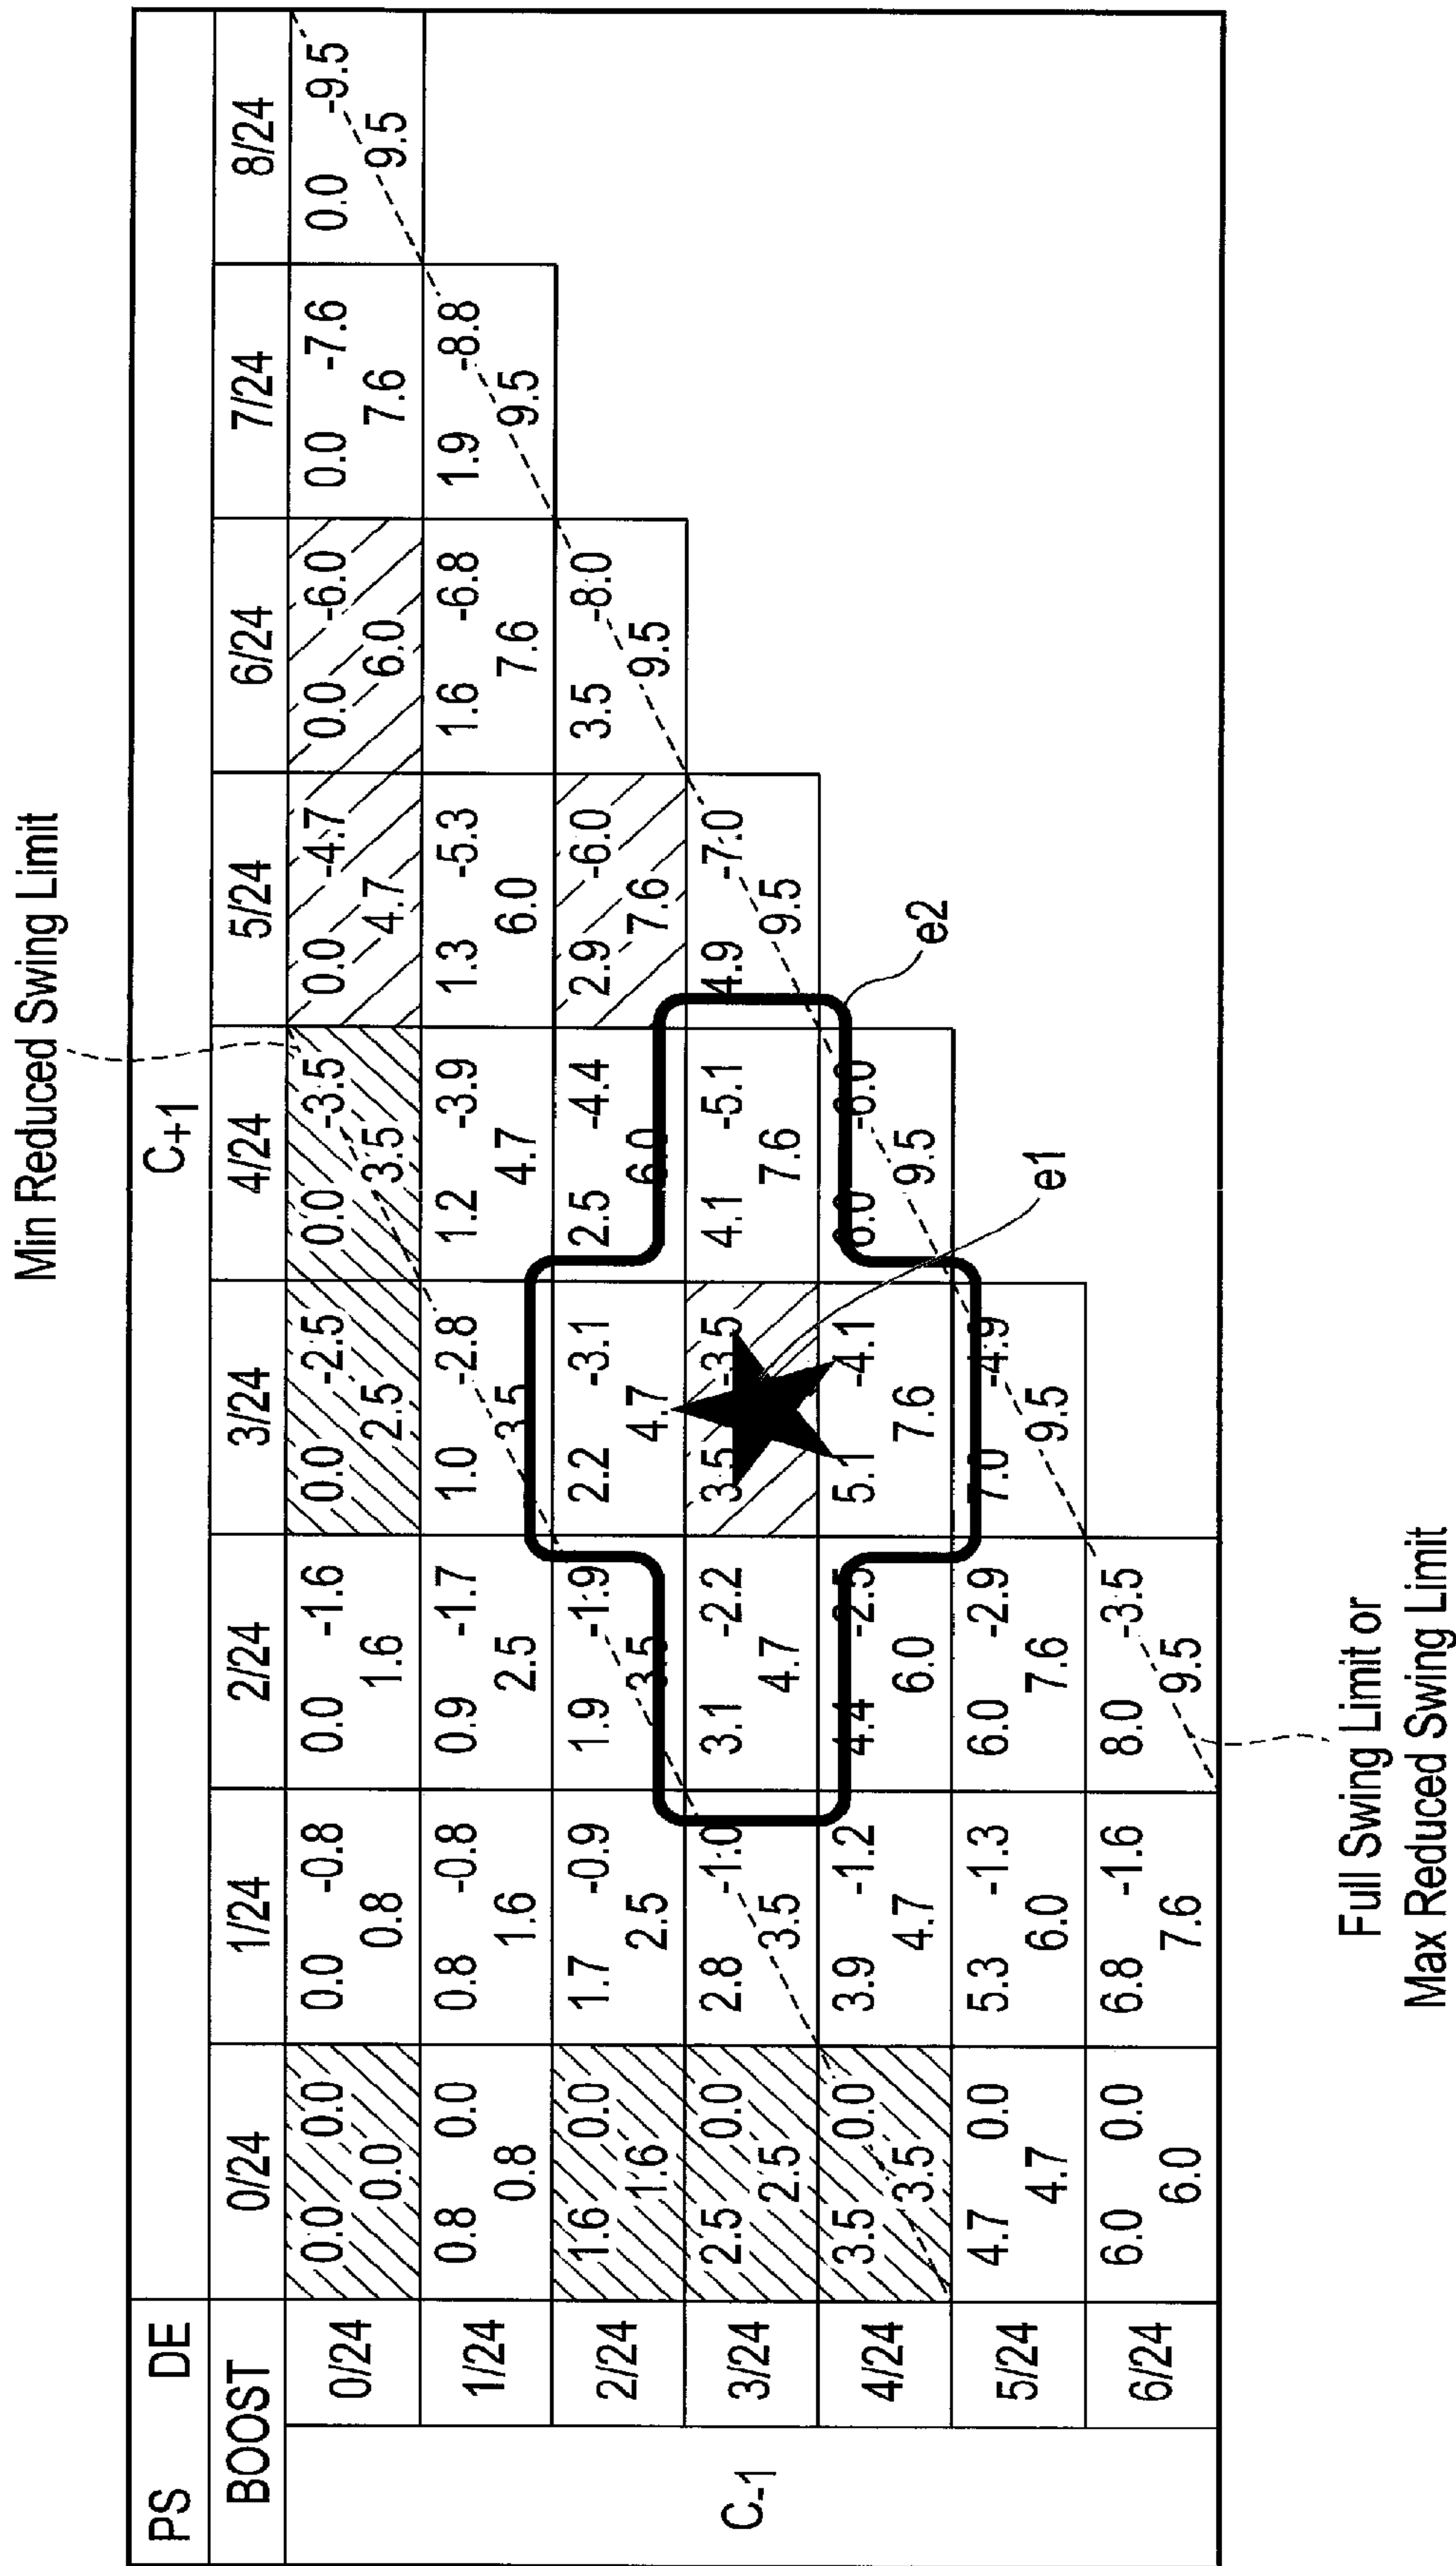 Min Reduced Swing Limit
PS DE C+1
BOOST 0/24 1/24 2/24 3/24 4/24 5/24 6/24 7/24 8/24
0/24 0.0 0.0 0.0 -0.8 0.0 -1.6 0.0 -2.5 0.0 -3.5 0.0 -4.7 0.0 -6.0 0.0 -7.6 0.0 -9.5
0.0 0.8 1.6 2.5 3.5 4.7 6.0 7.6 9.5
1/24 0.8 0.0 0.8 -0.8 0.9 -1.7 1.0 -2.8 1.2 -3.9 1.3 -5.3 1.6 -6.8 1.9 -8.8
0.8 1.6 2.5 3.5 4.7 6.0 7.6 9.5
2/24 1.6 0.0 1.7 -0.9 1.9 -1.9 2.2 -3.1 2.5 -4.4 2.9 -6.0 3.5 -8.0
1.6 2.5 3.5 4.7 6.0 7.6 9.5
C-1 3/24 2.5 0.0 2.8 -1.0 3.1 -2.2 3.5 -3.5 4.1 -5.1 4.9 -7.0
2.5 3.5 4.7 7.6 9.5
4/24 3.5 0.0 3.9 -1.2 4.4 -2.5 5.1 -4.1 6.0 -6.0
3.5 4.7 6.0 7.6 9.5
5/24 4.7 0.0 5.3 -1.3 6.0 -2.9 7.0 -4.9
4.7 6.0 7.6 9.5
6/24 6.0 0.0 6.8 -1.6 8.0 -3.5
6.0 7.6 9.5
e2
e1
Full Swing Limit or
Max Reduced Swing Limit